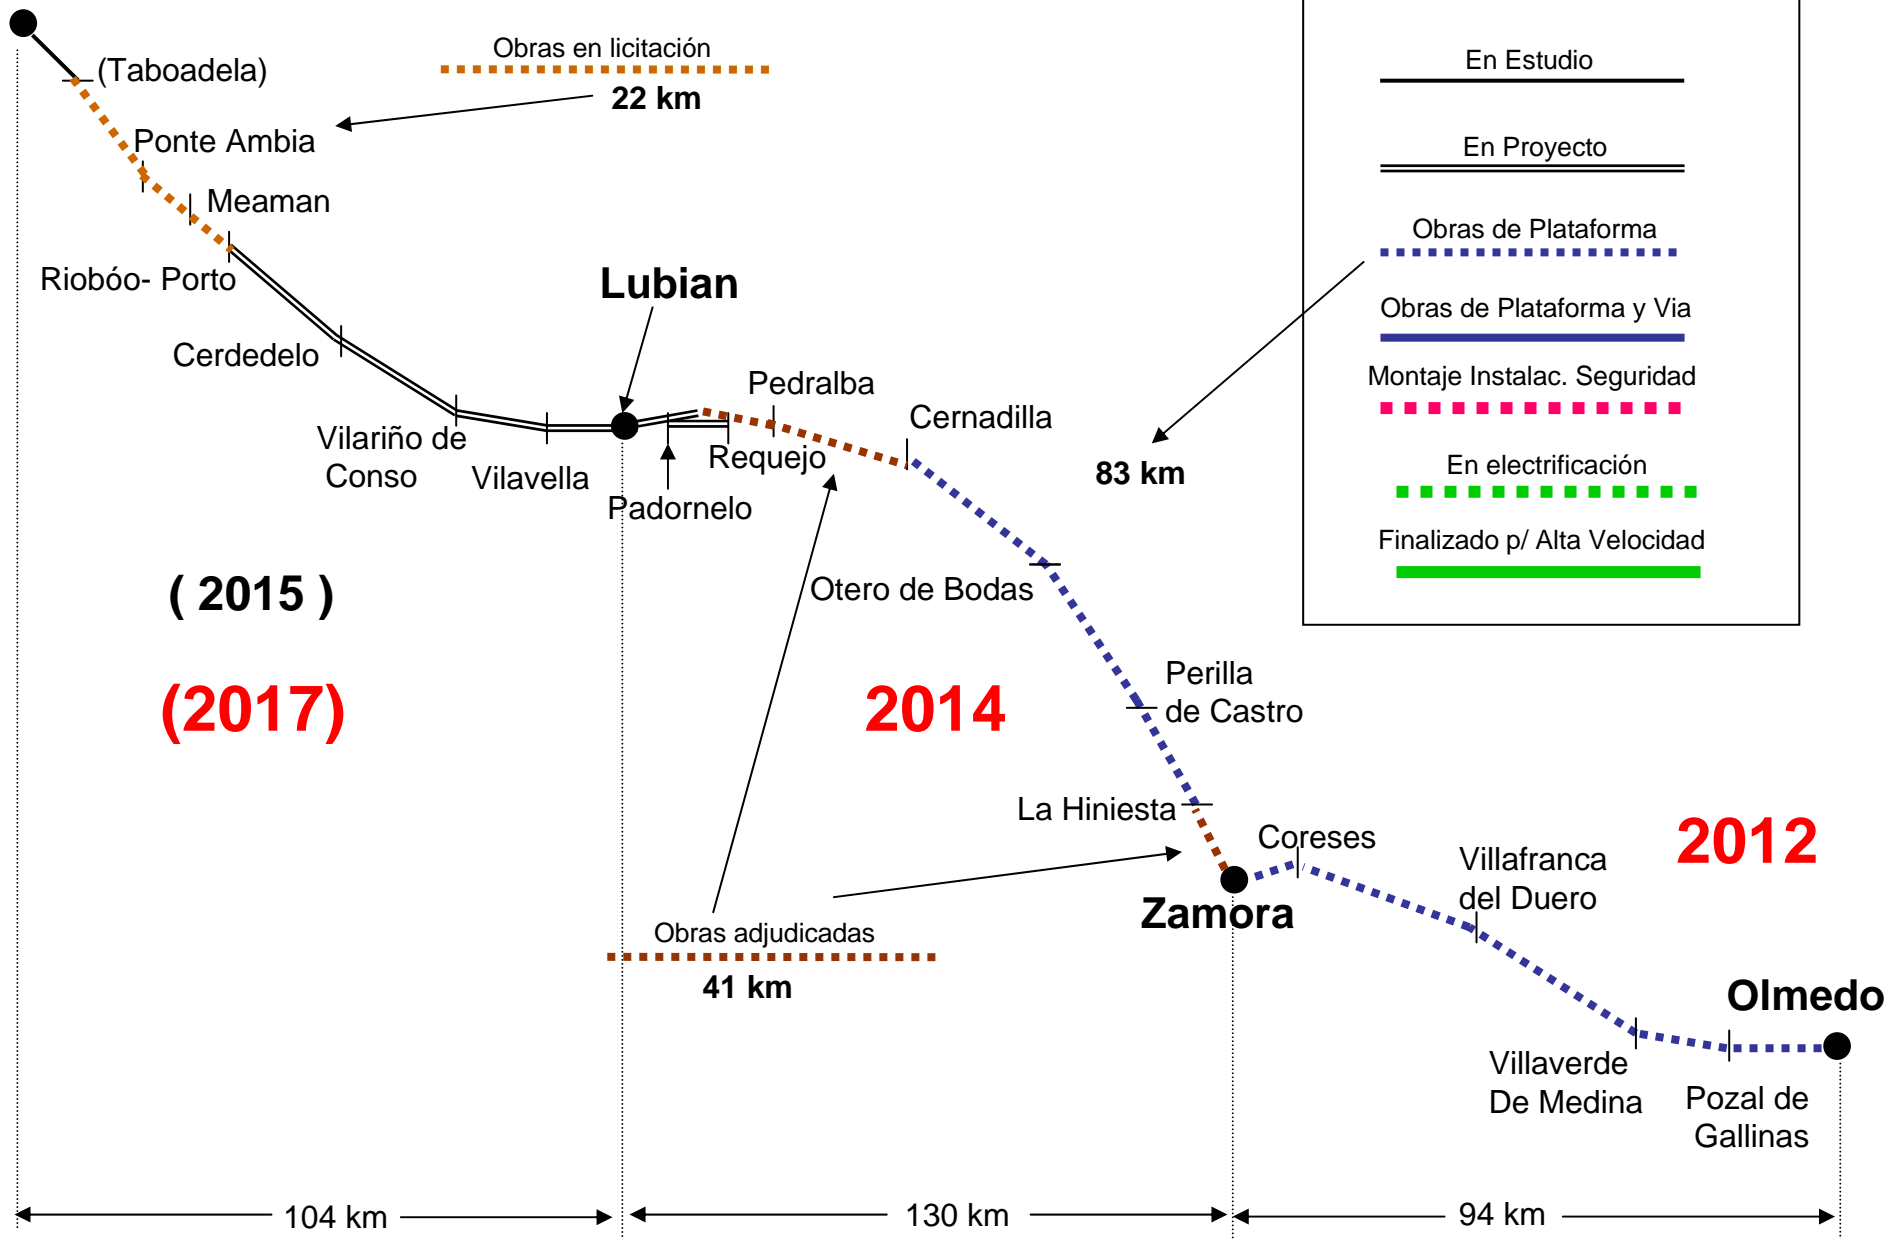 Obras en licitación
22 km
(Taboadela)
Ponte Ambia
Meaman
Riobóo- Porto
Cerdedelo
Vilariño de
Conso
Vilavella
Lubian
Padornelo
Requejo
Pedralba
Cernadilla
83 km
Otero de Bodas
Perilla
de Castro
La Hiniesta
Zamora
Coreses
Villafranca
del Duero
Villaverde
De Medina
Pozal de
Gallinas
Olmedo
( 2015 )
(2017)
2014
2012
Obras adjudicadas
41 km
104 km
130 km
94 km
En Estudio
En Proyecto
Obras de Plataforma
Obras de Plataforma y Via
Montaje Instalac. Seguridad
En electrificación
Finalizado p/ Alta Velocidad